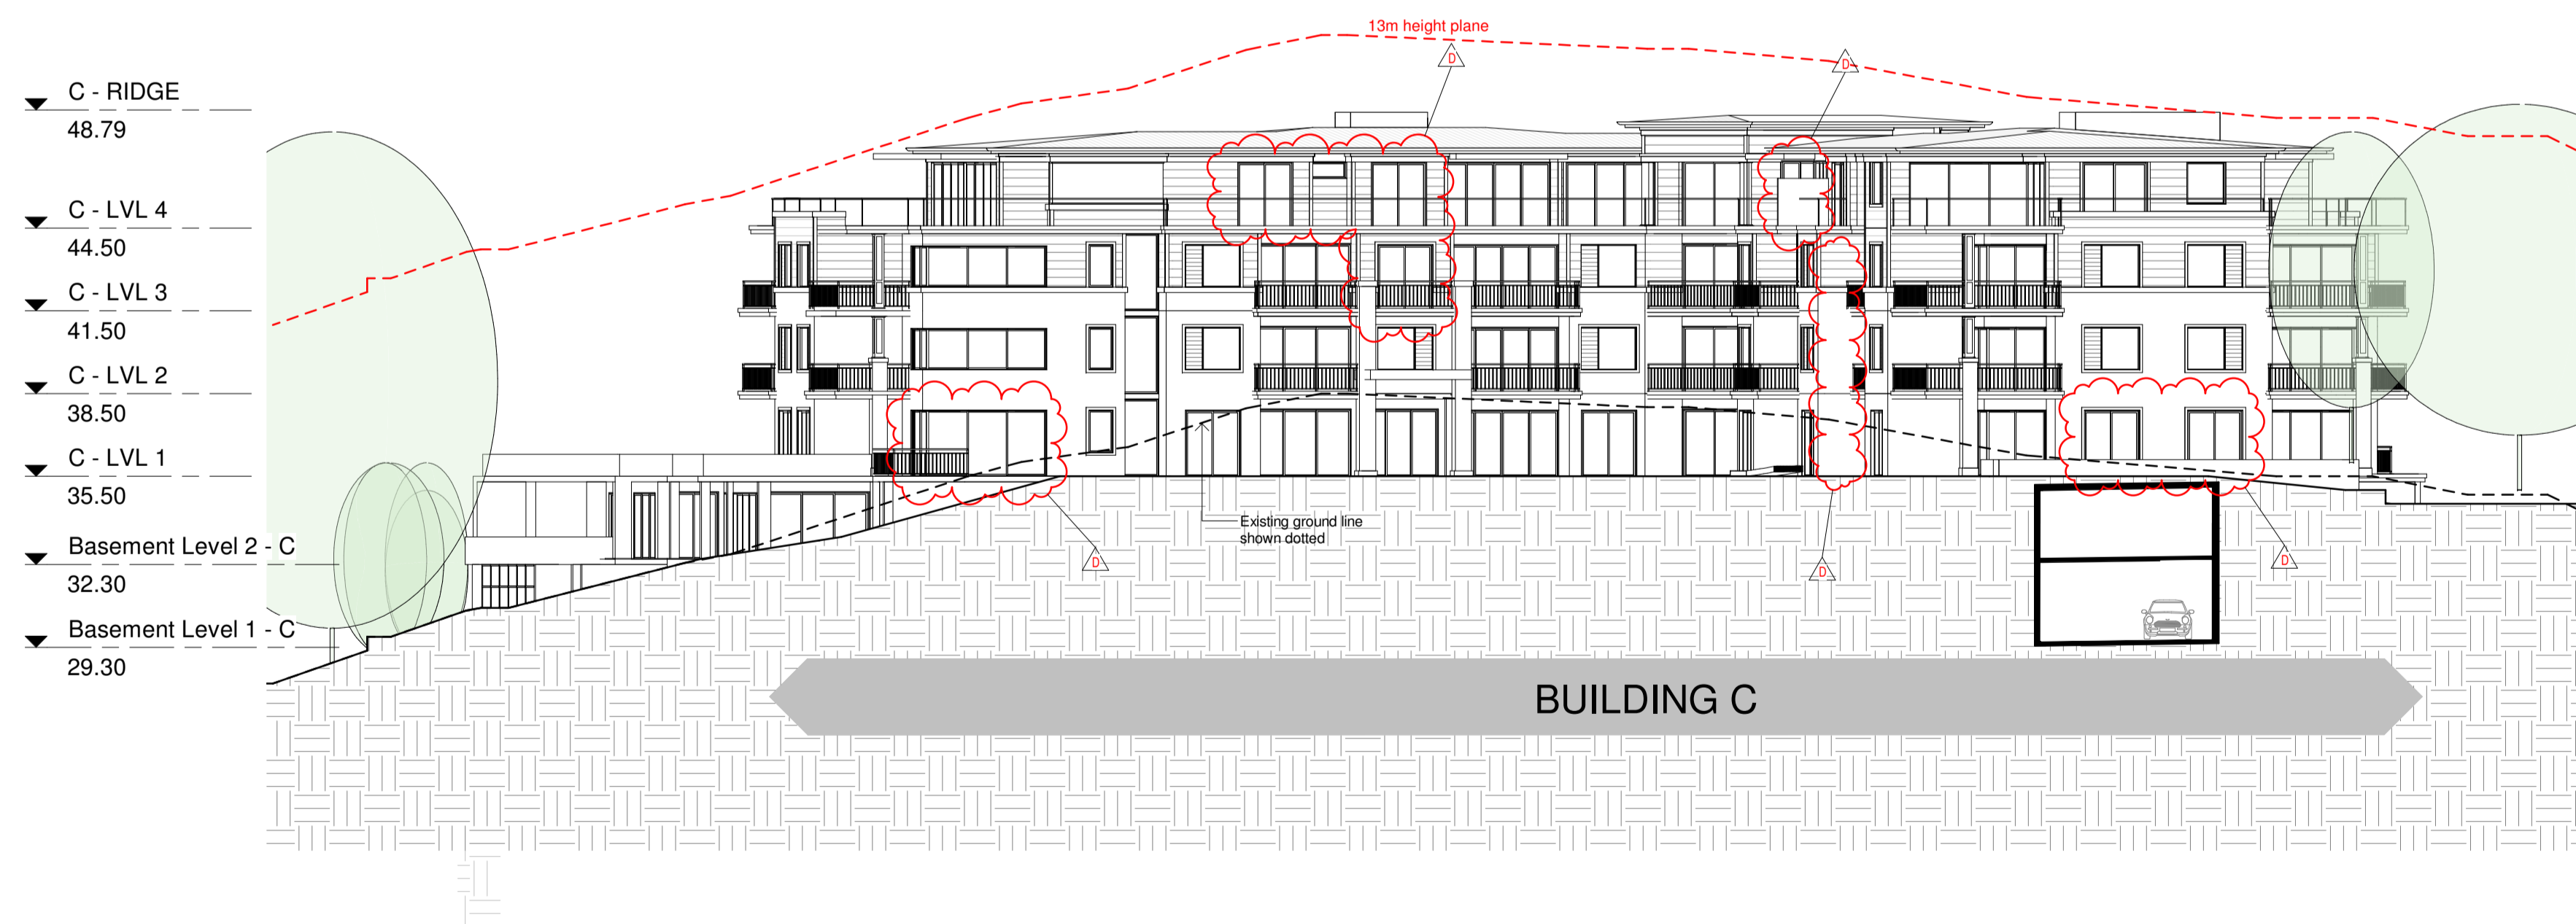 13m height plane
D
D
C - RIDGE
48.79
C - LVL 4
44.50
C - LVL 3
41.50
C - LVL 2
38.50
C - LVL 1
35.50
Existing ground line
shown dotted
Basement Level 2 - C
32.30
D
D
D
Basement Level 1 - C
29.30
BUILDING C